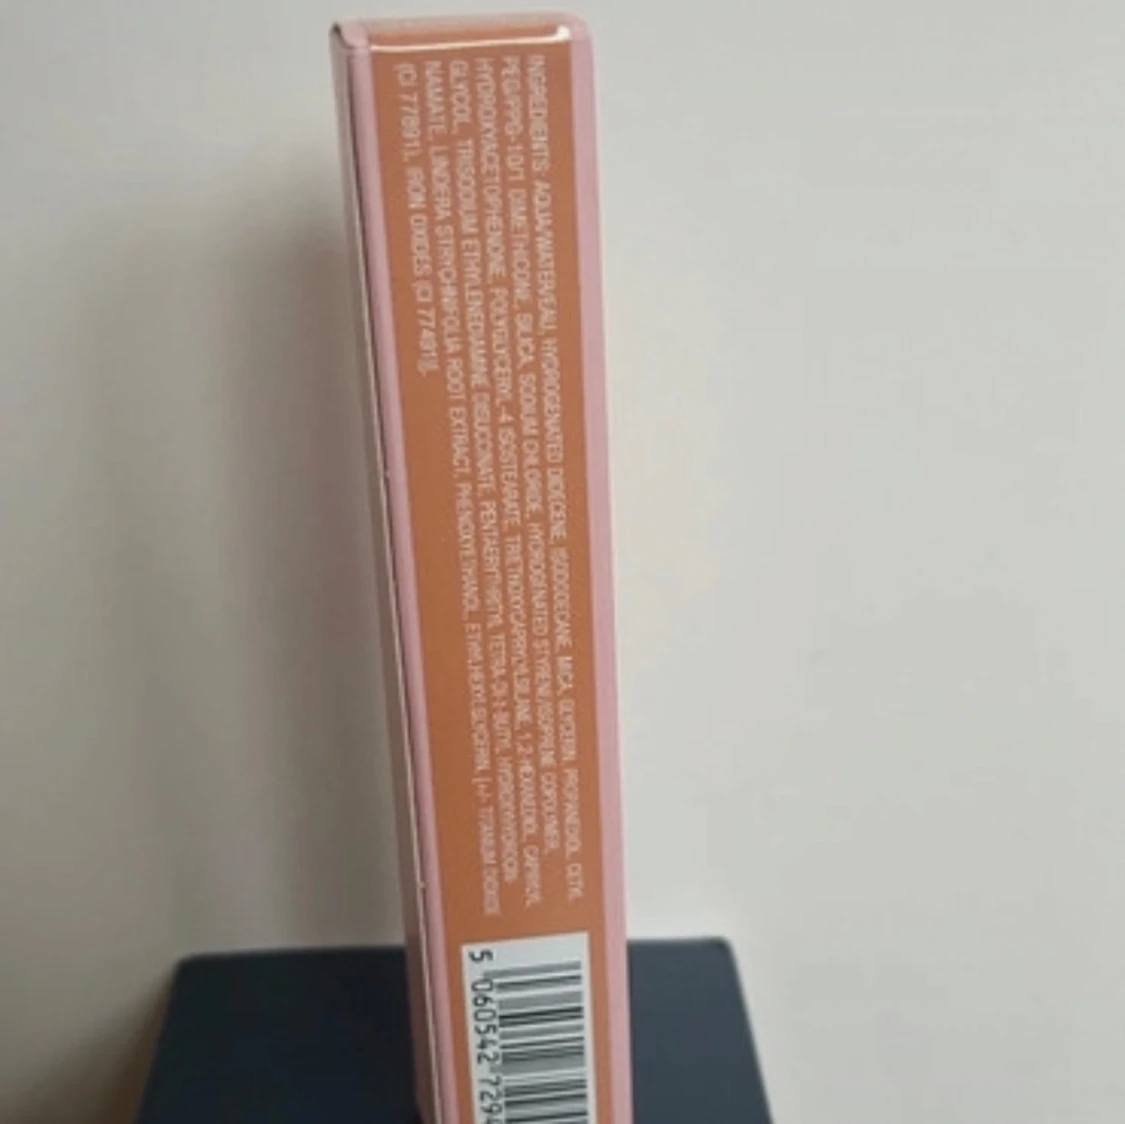 INGREDIENTS: AQUA/WATER/EAU, HYDROGENATED DIDECENE, ISODODECANE, MICA, GLYCERIN, PROPANEDIOL, CETYL
PEG/PPG-10/1 DIMETHICONE, SILICA, SODIUM CHLORIDE, HYDROGENATED STYRENE/ISOPRENE COPOLYMER,
HYDROXYACETOPHENONE, POLYGLYCERYL-4 ISOSTEARATE, TRIETHOXYCAPRYLYLSILANE, 1,2-HEXANEDIOL, CAPRYLYL
GLYCOL, TRISODIUM ETHYLENEDIAMINE DISUCCINATE, PENTAERYTHRITYL TETRA-DI-T-BUTYL HYDROXYHYDROCIN-
NAMATE, LINDERA STRYCHNIFOLIA ROOT EXTRACT, PHENOXYETHANOL, ETHYLHEXYLGLYCERIN, [+/- TITANIUM DIOXIDE
(CI 77891), IRON OXIDES (CI 77491)].
5 060542 729